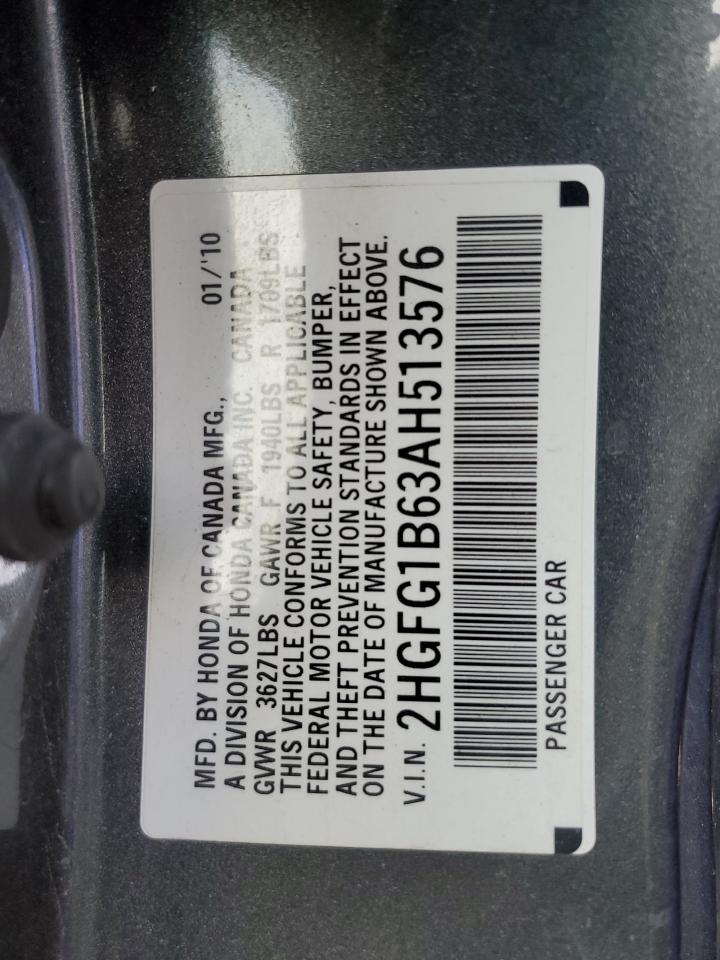 MFD. BY HONDA OF CANADA MFG., 01/'10
A DIVISION OF HONDA CANADA INC. CANADA
GVWR 3627LBS GAWR F 1940LBS R 1709LBS
THIS VEHICLE CONFORMS TO ALL APPLICABLE
FEDERAL MOTOR VEHICLE SAFETY, BUMPER,
AND THEFT PREVENTION STANDARDS IN EFFECT
ON THE DATE OF MANUFACTURE SHOWN ABOVE.
V.I.N. 2HGFG1B63AH513576
PASSENGER CAR